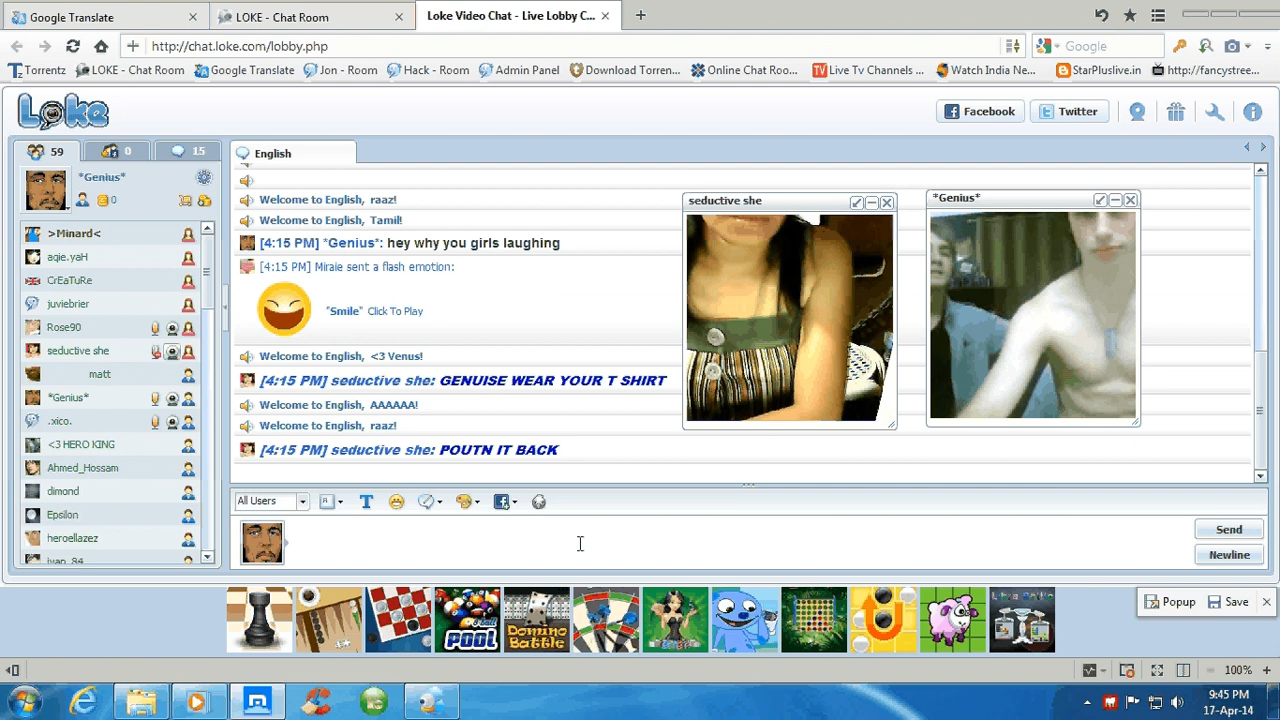 Google Translate
LOKE - Chat Room
Loke Video Chat - Live Lobby C...
http://chat.loke.com/lobby.php
Google
Torrentz
LOKE - Chat Room
Google Translate
Jon - Room
Hack - Room
Admin Panel
Download Torren...
Online Chat Roo...
Live Tv Channels ...
Watch India Ne...
StarPluslive.in
http://fancystree...
Loke
Facebook
Twitter
59
0
15
English
*Genius*
0
>Minard<
aqie.yaH
CrEaTuRe
juviebrier
Rose90
seductive she
matt
*Genius*
.xico.
<3 HERO KING
Ahmed_Hossam
dimond
Epsilon
heroellazez
ivan_84
Welcome to English, raaz!
Welcome to English, Tamil!
[4:15 PM] *Genius*: hey why you girls laughing
[4:15 PM] Miraie sent a flash emotion:
"Smile" Click To Play
Welcome to English, <3 Venus!
[4:15 PM] seductive she: GENUISE WEAR YOUR T SHIRT
Welcome to English, AAAAAA!
Welcome to English, raaz!
[4:15 PM] seductive she: POUTN IT BACK
seductive she
*Genius*
All Users
Send
Newline
8 ball
POOL
Domino
Battle
Popup
Save
100%
9:45 PM
17-Apr-14